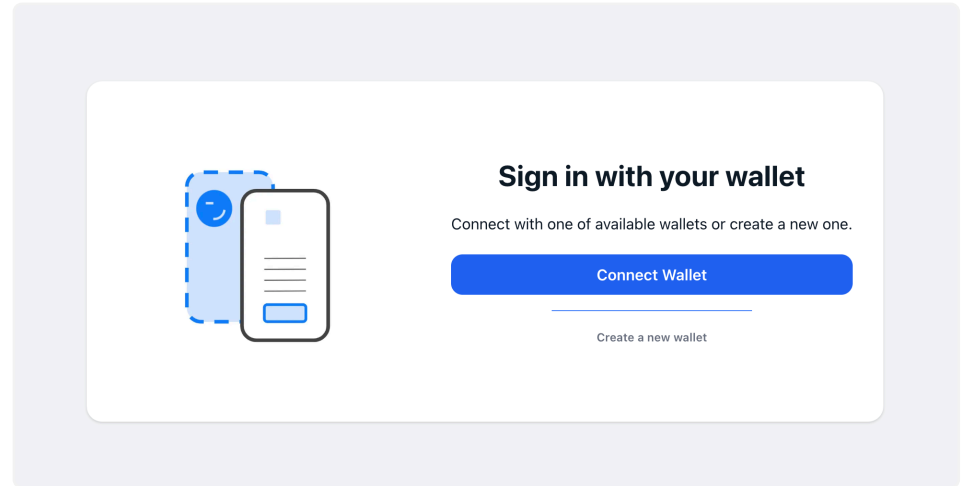 Sign in with your wallet
Connect with one of available wallets or create a new one.
Connect Wallet
Create a new wallet